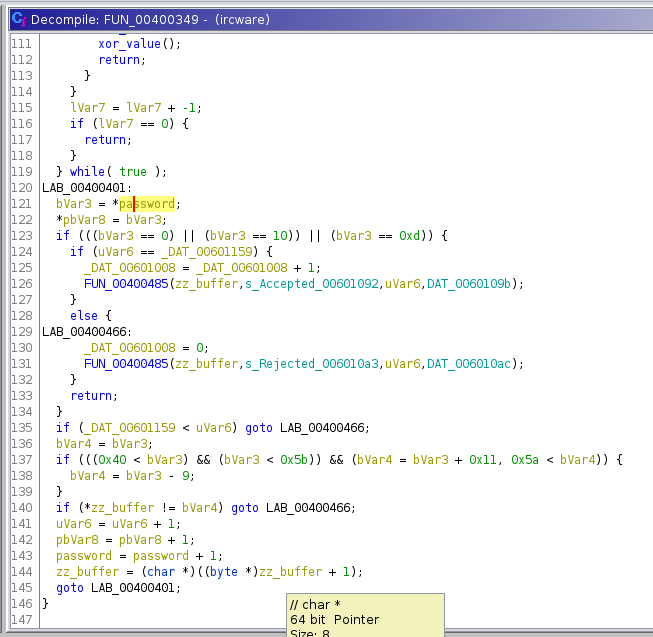 Decompile: FUN_00400349 - (ircware)
111 xor_value();
112 return;
113 }
114 }
115 lVar7 = lVar7 + -1;
116 if (lVar7 == 0) {
117 return;
118 }
119 } while( true );
120 LAB_00400401:
121 bVar3 = *password;
122 *pbVar8 = bVar3;
123 if (((bVar3 == 0) || (bVar3 == 10)) || (bVar3 == 0xd)) {
124 if (uVar6 == _DAT_00601159) {
125 _DAT_00601008 = _DAT_00601008 + 1;
126 FUN_00400485(zz_buffer,s_Accepted_00601092,uVar6,DAT_0060109b);
127 }
128 else {
129 LAB_00400466:
130 _DAT_00601008 = 0;
131 FUN_00400485(zz_buffer,s_Rejected_006010a3,uVar6,DAT_006010ac);
132 }
133 return;
134 }
135 if (_DAT_00601159 < uVar6) goto LAB_00400466;
136 bVar4 = bVar3;
137 if (((0x40 < bVar3) && (bVar3 < 0x5b)) && (bVar4 = bVar3 + 0x11, 0x5a < bVar4)) {
138 bVar4 = bVar3 - 9;
139 }
140 if (*zz_buffer != bVar4) goto LAB_00400466;
141 uVar6 = uVar6 + 1;
142 pbVar8 = pbVar8 + 1;
143 password = password + 1;
144 zz_buffer = (char *)((byte *)zz_buffer + 1);
145 goto LAB_00400401;
146 }
147
// char *
64 bit Pointer
Size: 8